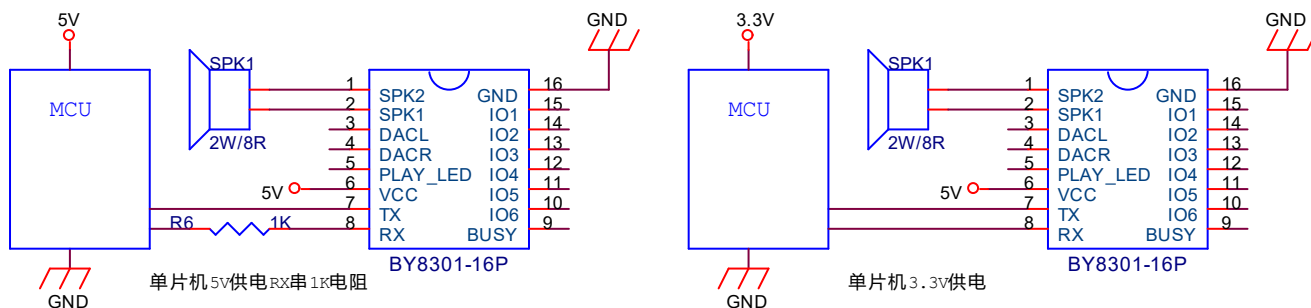 5V
GND
SPK1
MCU
2W/8R
1 SPK2 GND 16
2 SPK1 IO1 15
3 DACL IO2 14
4 DACR IO3 13
5 PLAY_LED IO4 12
5V 6 VCC IO5 11
7 TX IO6 10
R6 1K 8 RX BUSY 9
BY8301-16P
GND
单片机5V供电RX串1K电阻
3.3V
GND
SPK1
MCU
2W/8R
1 SPK2 GND 16
2 SPK1 IO1 15
3 DACL IO2 14
4 DACR IO3 13
5 PLAY_LED IO4 12
5V 6 VCC IO5 11
7 TX IO6 10
8 RX BUSY 9
BY8301-16P
GND
单片机3.3V供电